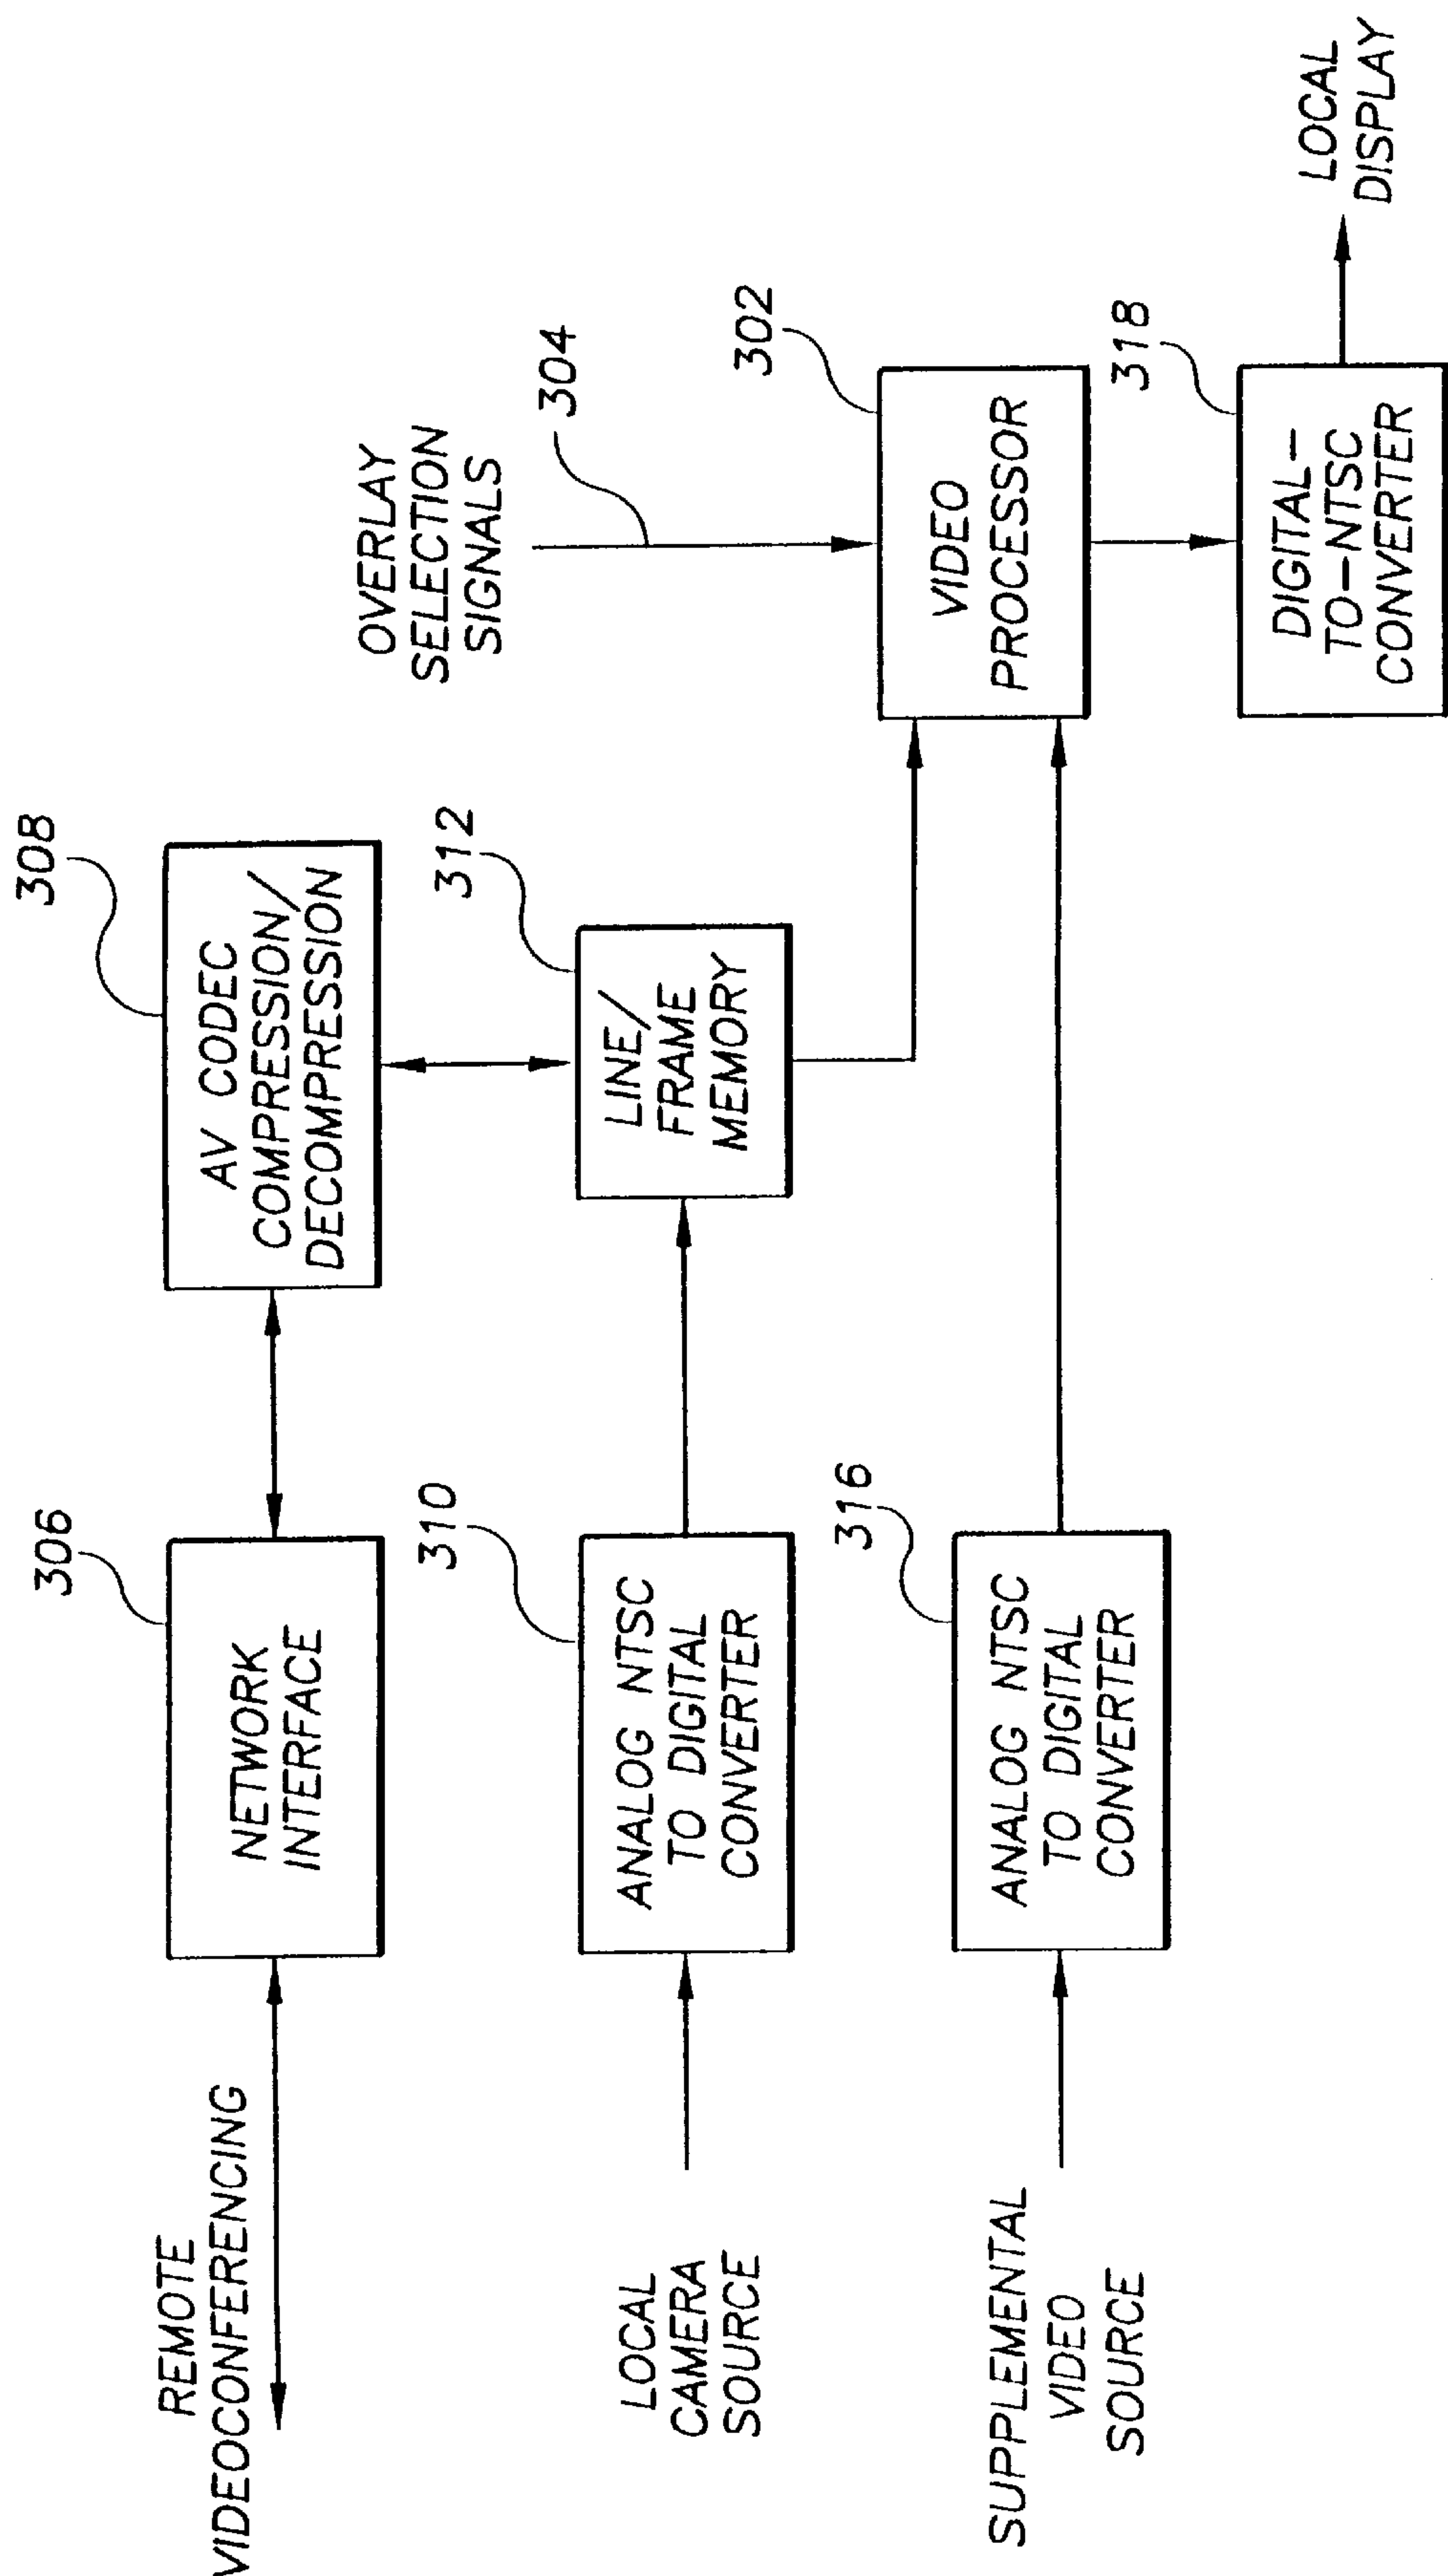 REMOTE
VIDEOCONFERENCING
306
NETWORK
INTERFACE
308
AV CODEC
COMPRESSION/
DECOMPRESSION
LOCAL
CAMERA
SOURCE
310
ANALOG NTSC
TO DIGITAL
CONVERTER
312
LINE/
FRAME
MEMORY
OVERLAY
SELECTION
SIGNALS
304
SUPPLEMENTAL
VIDEO
SOURCE
316
ANALOG NTSC
TO DIGITAL
CONVERTER
302
VIDEO
PROCESSOR
318
DIGITAL-
TO-NTSC
CONVERTER
LOCAL
DISPLAY